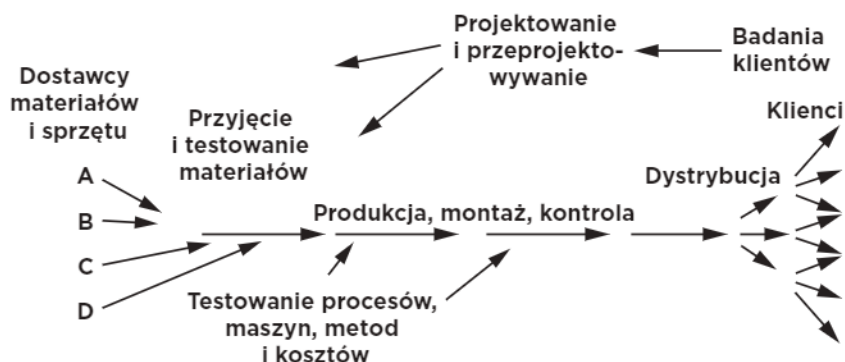 Projektowanie
i przeprojekto-
wywanie
Badania
klientów
Dostawcy
materiałów
i sprzętu
Przyjęcie
i testowanie
materiałów
Klienci
A
B
C
D
Dystrybucja
Produkcja, montaż, kontrola
Testowanie procesów,
maszyn, metod
i kosztów